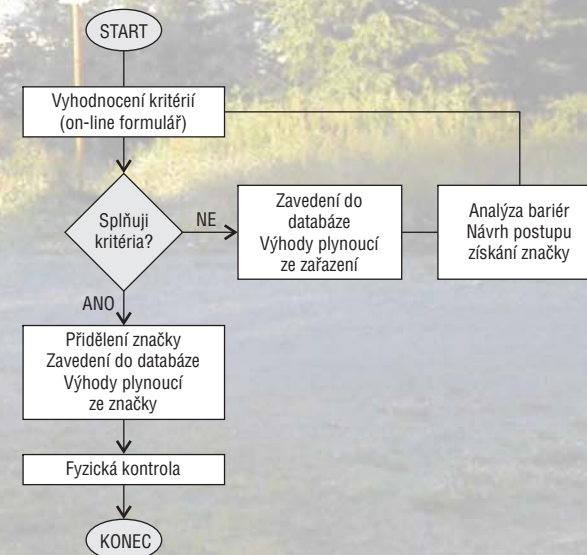 START
Vyhodnocení kritérií
(on-line formulář)
Splňuji
kritéria?
NE
Zavedení do
databáze
Výhody plynoucí
ze zařazení
Analýza bariér
Návrh postupu
získání značky
ANO
Přidělení značky
Zavedení do databáze
Výhody plynoucí
ze značky
Fyzická kontrola
KONEC